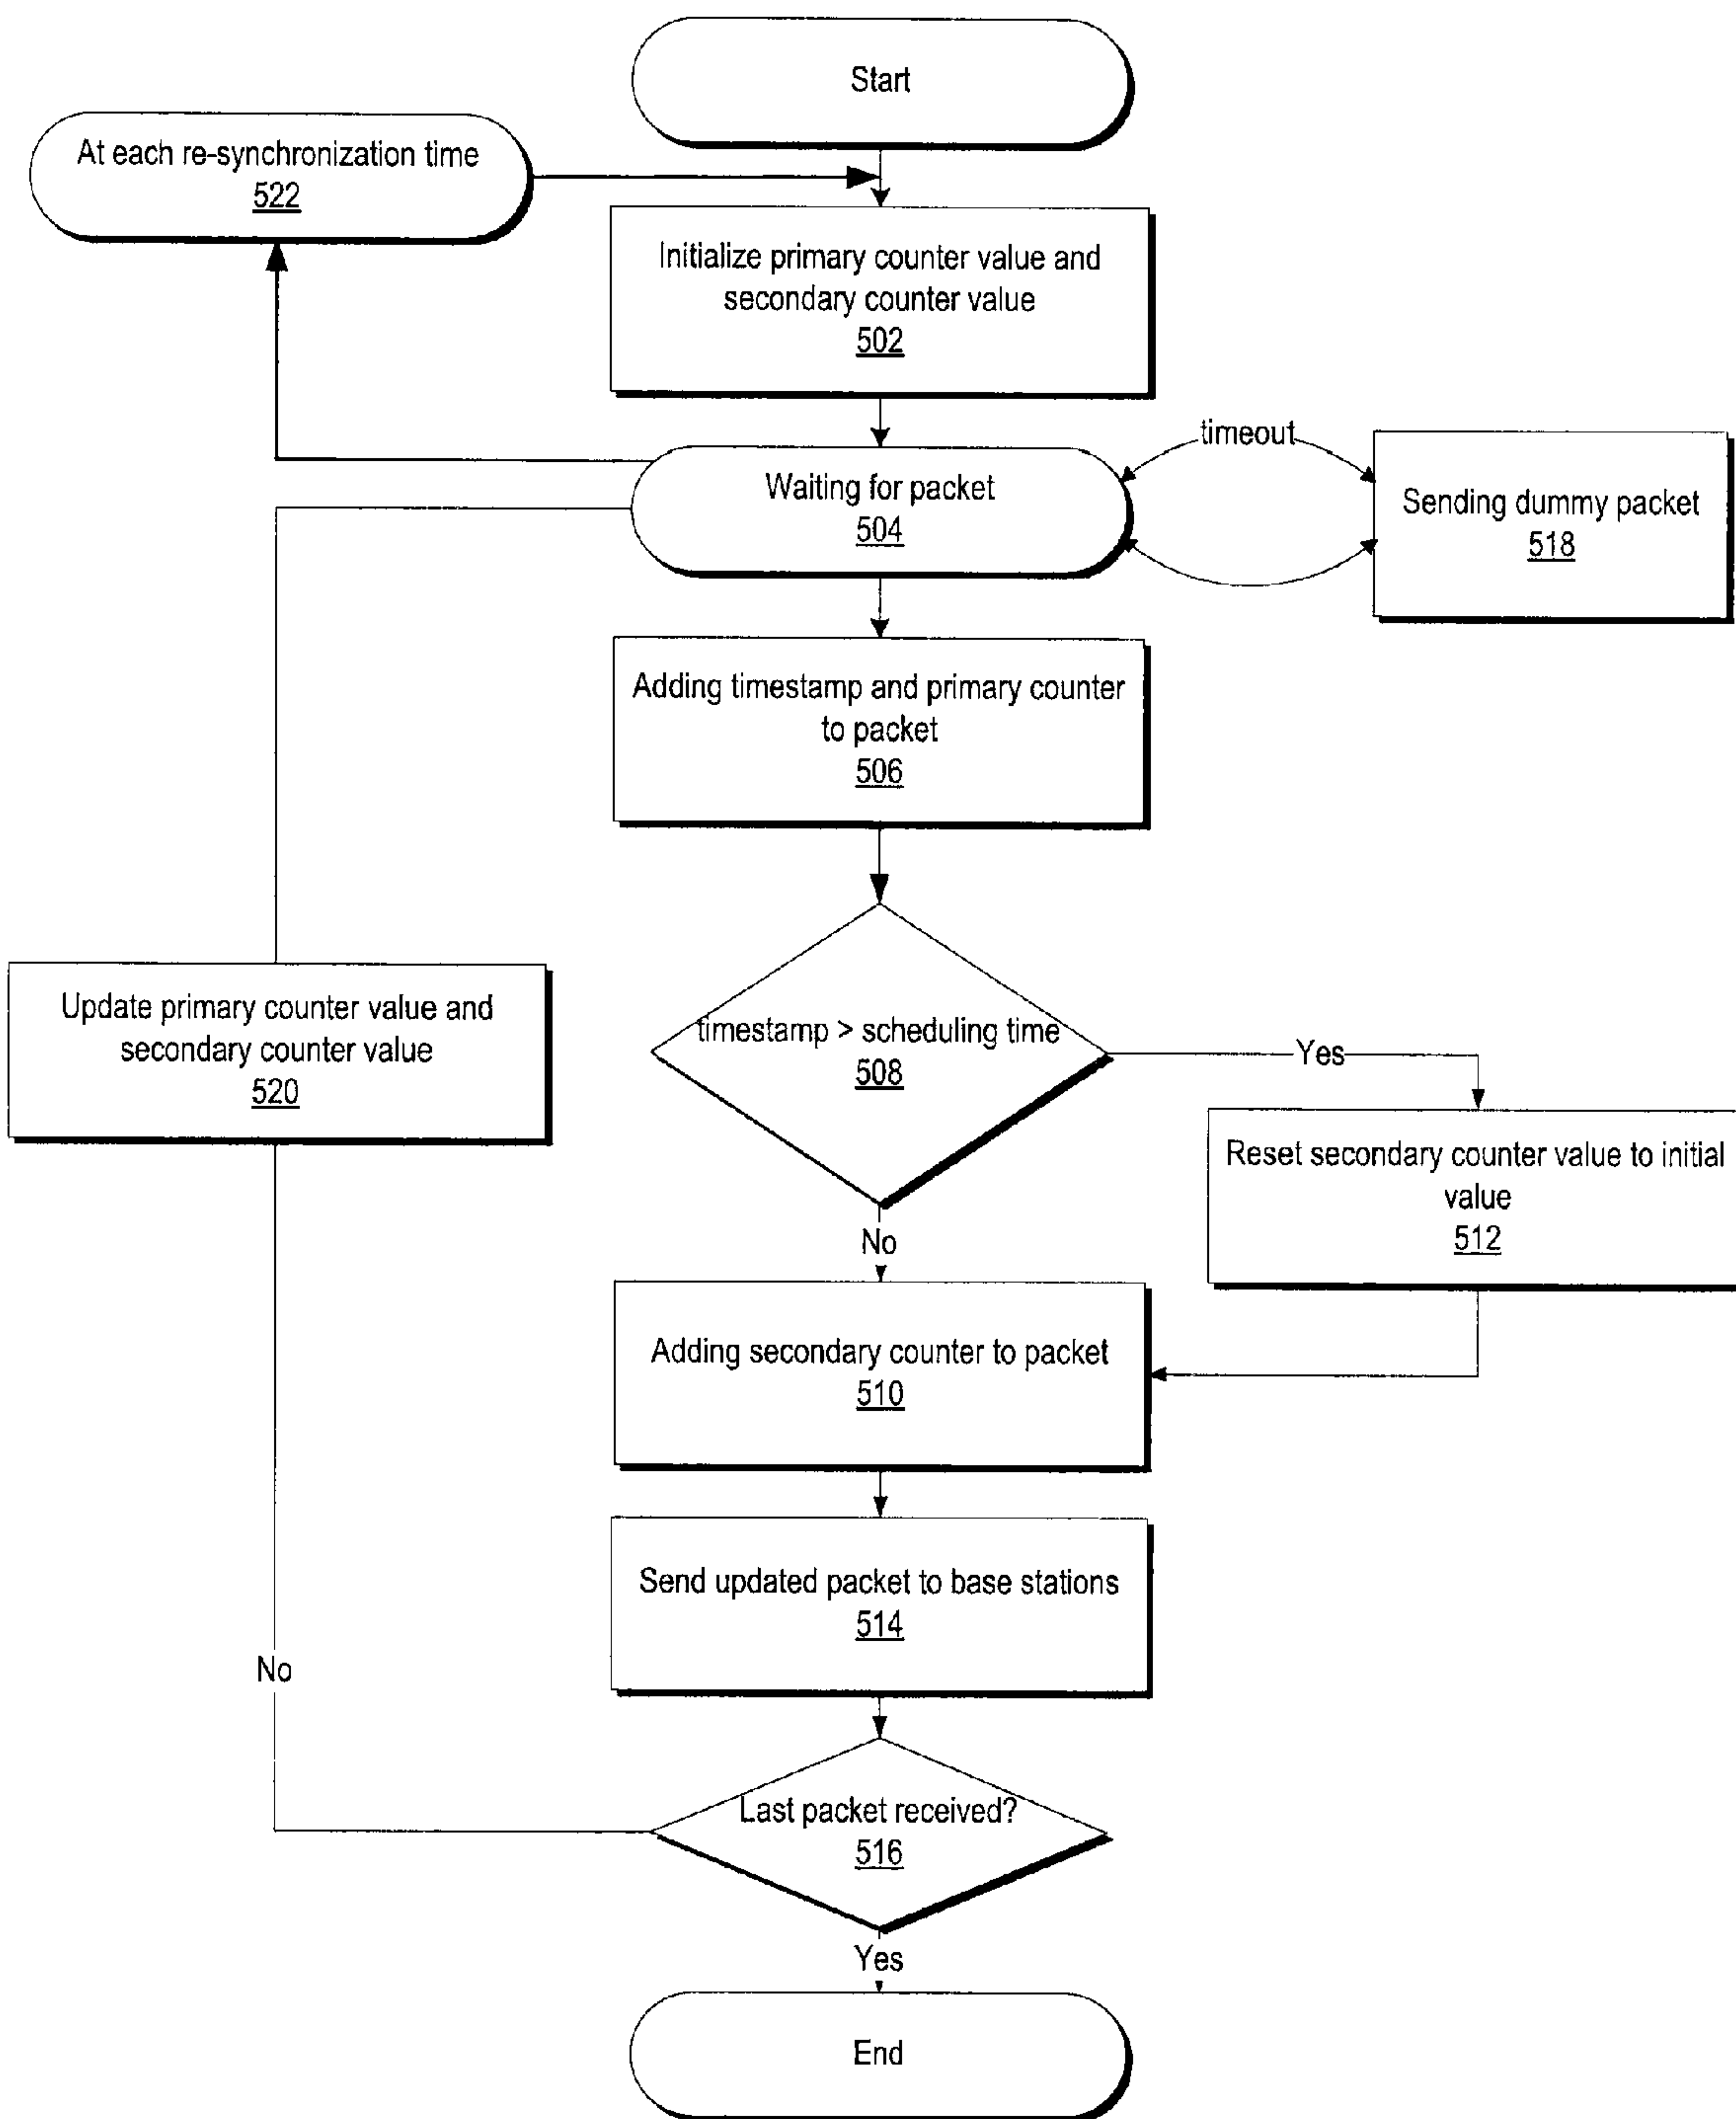 Start
At each re-synchronization time
522
Initialize primary counter value and
secondary counter value
502
timeout
Waiting for packet
504
Sending dummy packet
518
Adding timestamp and primary counter
to packet
506
Update primary counter value and
secondary counter value
520
timestamp > scheduling time
508
Yes
Reset secondary counter value to initial
value
512
No
Adding secondary counter to packet
510
Send updated packet to base stations
514
No
Last packet received?
516
Yes
End